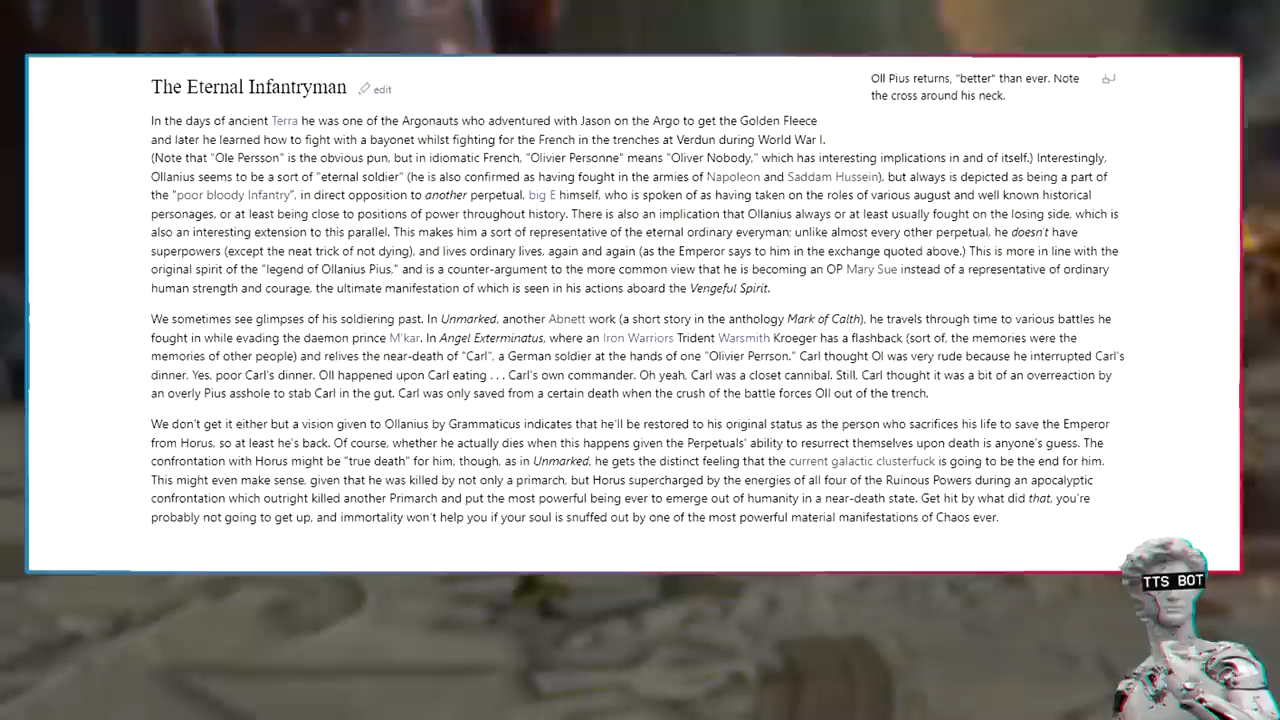 The Eternal Infantryman
edit
Oll Pius returns, "better" than ever. Note
the cross around his neck.
In the days of ancient Terra he was one of the Argonauts who adventured with Jason on the Argo to get the Golden Fleece
and later he learned how to fight with a bayonet whilst fighting for the French in the trenches at Verdun during World War I.
(Note that "Ole Persson" is the obvious pun, but in idiomatic French, "Olivier Personne" means "Oliver Nobody," which has interesting implications in and of itself.) Interestingly,
Ollanius seems to be a sort of "eternal soldier" (he is also confirmed as having fought in the armies of Napoleon and Saddam Hussein), but always is depicted as being a part of
the "poor bloody Infantry", in direct opposition to another perpetual, big E himself, who is spoken of as having taken on the roles of various august and well known historical
personages, or at least being close to positions of power throughout history. There is also an implication that Ollanius always or at least usually fought on the losing side, which is
also an interesting extension to this parallel. This makes him a sort of representative of the eternal ordinary everyman; unlike almost every other perpetual, he doesn't have
superpowers (except the neat trick of not dying), and lives ordinary lives, again and again (as the Emperor says to him in the exchange quoted above.) This is more in line with the
original spirit of the "legend of Ollanius Pius," and is a counter-argument to the more common view that he is becoming an OP Mary Sue instead of a representative of ordinary
human strength and courage, the ultimate manifestation of which is seen in his actions aboard the Vengeful Spirit.
We sometimes see glimpses of his soldiering past. In Unmarked, another Abnett work (a short story in the anthology Mark of Calth), he travels through time to various battles he
fought in while evading the daemon prince M'kar. In Angel Exterminatus, where an Iron Warriors Trident Warsmith Kroeger has a flashback (sort of, the memories were the
memories of other people) and relives the near-death of "Carl", a German soldier at the hands of one "Olivier Perrson." Carl thought Ol was very rude because he interrupted Carl's
dinner. Yes, poor Carl's dinner. Oll happened upon Carl eating . . . Carl's own commander. Oh yeah, Carl was a closet cannibal. Still, Carl thought it was a bit of an overreaction by
an overly Pius asshole to stab Carl in the gut. Carl was only saved from a certain death when the crush of the battle forces Oll out of the trench.
We don't get it either but a vision given to Ollanius by Grammaticus indicates that he'll be restored to his original status as the person who sacrifices his life to save the Emperor
from Horus, so at least he's back. Of course, whether he actually dies when this happens given the Perpetuals' ability to resurrect themselves upon death is anyone's guess. The
confrontation with Horus might be "true death" for him, though, as in Unmarked, he gets the distinct feeling that the current galactic clusterfuck is going to be the end for him.
This might even make sense, given that he was killed by not only a primarch, but Horus supercharged by the energies of all four of the Ruinous Powers during an apocalyptic
confrontation which outright killed another Primarch and put the most powerful being ever to emerge out of humanity in a near-death state. Get hit by what did that, you're
probably not going to get up, and immortality won't help you if your soul is snuffed out by one of the most powerful material manifestations of Chaos ever.
TTS BOT